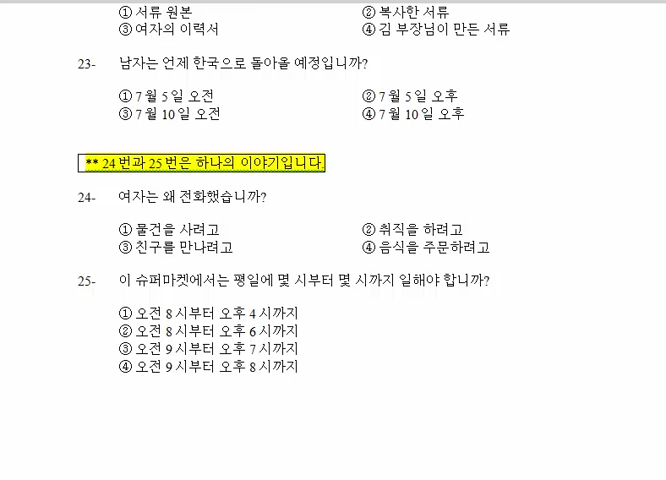 ① 서류 원본 ② 복사한 서류
③ 여자의 이력서 ④ 김 부장님이 만든 서류
23- 남자는 언제 한국으로 돌아올 예정입니까?
① 7 월 5 일 오전 ② 7 월 5 일 오후
③ 7 월 10 일 오전 ④ 7 월 10 일 오후
** 24 번과 25 번은 하나의 이야기입니다.
24- 여자는 왜 전화했습니까?
① 물건을 사려고 ② 취직을 하려고
③ 친구를 만나려고 ④ 음식을 주문하려고
25- 이 슈퍼마켓에서는 평일에 몇 시부터 몇 시까지 일해야 합니까?
① 오전 8 시부터 오후 4 시까지
② 오전 8 시부터 오후 6 시까지
③ 오전 9 시부터 오후 7 시까지
④ 오전 9 시부터 오후 8 시까지